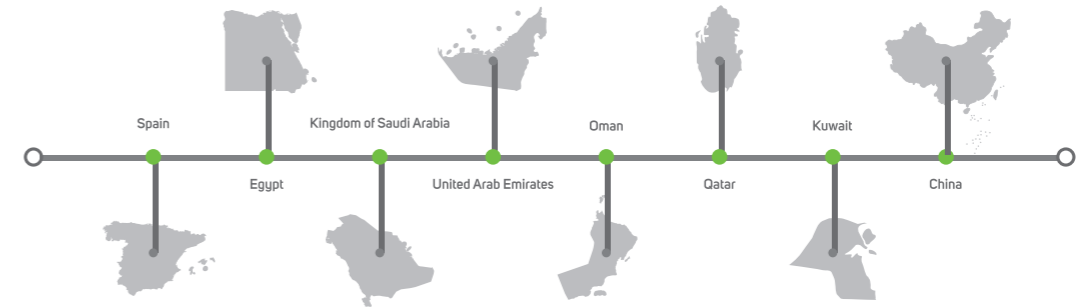 Spain
Kingdom of Saudi Arabia
Oman
Kuwait
Egypt
United Arab Emirates
Qatar
China